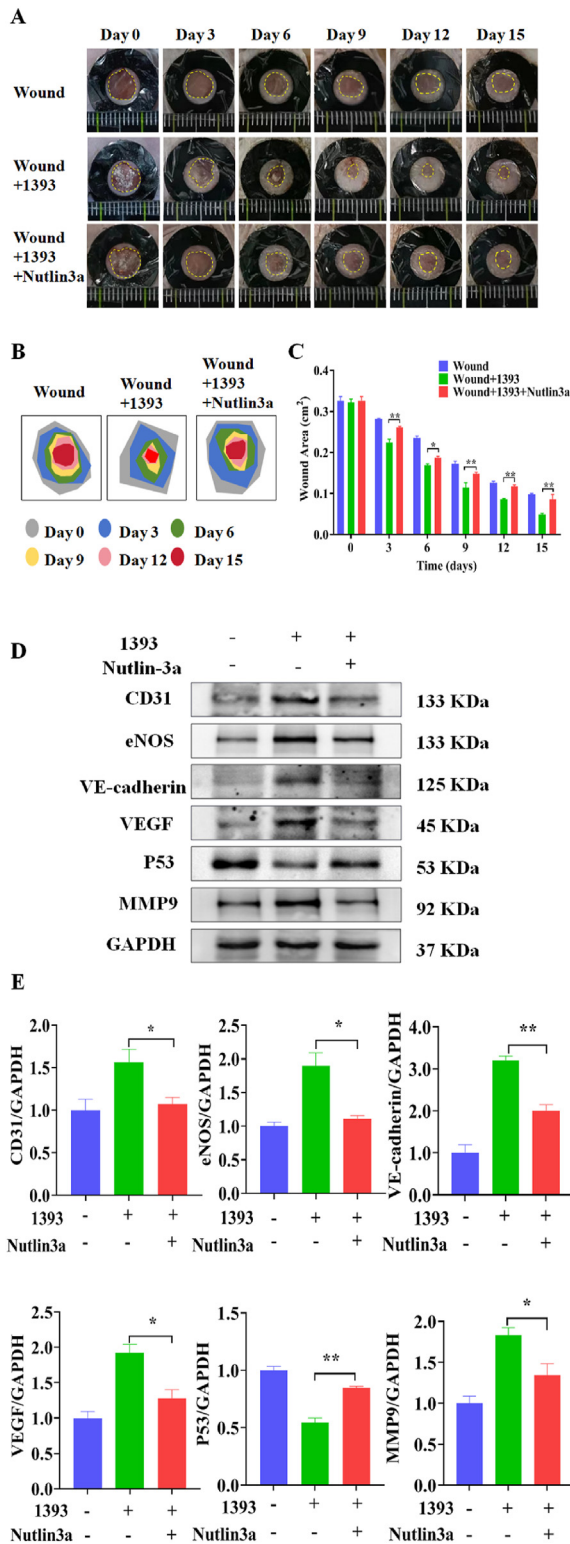 A
Day 0 Day 3 Day 6 Day 9 Day 12 Day 15
Wound
Wound
+1393
Wound
+1393
+Nutlin3a
B
Wound
Wound
+1393
Wound
+1393
+Nutlin3a
Day 0 Day 3 Day 6
Day 9 Day 12 Day 15
C
Wound
Wound+1393
Wound+1393+Nutlin3a
Wound Area (cm²)
0.4
0.3
0.2
0.1
0.0
** * ** ** **
0 3 6 9 12 15
Time (days)
D
1393 - + +
Nutlin-3a - - +
CD31 133 KDa
eNOS 133 KDa
VE-cadherin 125 KDa
VEGF 45 KDa
P53 53 KDa
MMP9 92 KDa
GAPDH 37 KDa
E
CD31/GAPDH
2.0
1.5
1.0
0.5
0.0
*
1393 - + +
Nutlin3a - - +
eNOS/GAPDH
2.5
2.0
1.5
1.0
0.5
0.0
*
1393 - + +
Nutlin3a - - +
VE-cadherin/GAPDH
4.0
3.0
2.0
1.0
0.0
**
1393 - + +
Nutlin3a - - +
VEGF/GAPDH
2.5
2.0
1.5
1.0
0.5
0.0
*
1393 - + +
Nutlin3a - - +
P53/GAPDH
1.5
1.0
0.5
0.0
**
1393 - + +
Nutlin3a - - +
MMP9/GAPDH
2.0
1.5
1.0
0.5
0.0
*
1393 - + +
Nutlin3a - - +